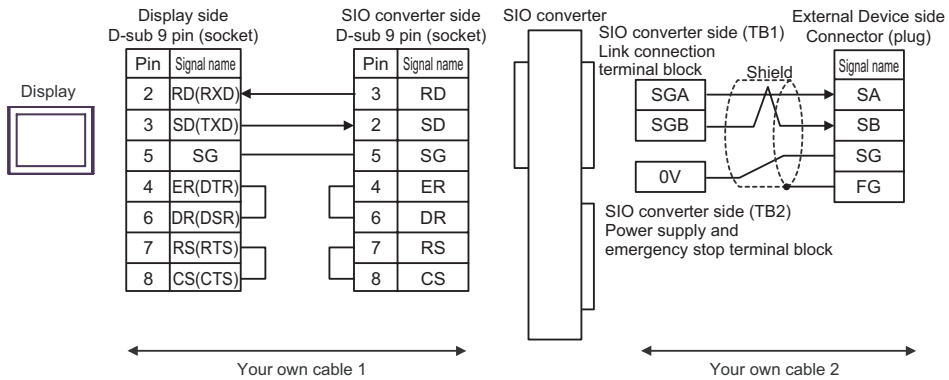 Display side
D-sub 9 pin (socket)
SIO converter side
D-sub 9 pin (socket)
SIO converter
SIO converter side (TB1)
Link connection
terminal block
External Device side
Connector (plug)
Display
Pin Signal name
2 RD(RXD)
3 SD(TXD)
5 SG
4 ER(DTR)
6 DR(DSR)
7 RS(RTS)
8 CS(CTS)
Pin Signal name
3 RD
2 SD
5 SG
4 ER
6 DR
7 RS
8 CS
Shield
SGA
SGB
0V
Signal name
SA
SB
SG
FG
SIO converter side (TB2)
Power supply and
emergency stop terminal block
Your own cable 1
Your own cable 2